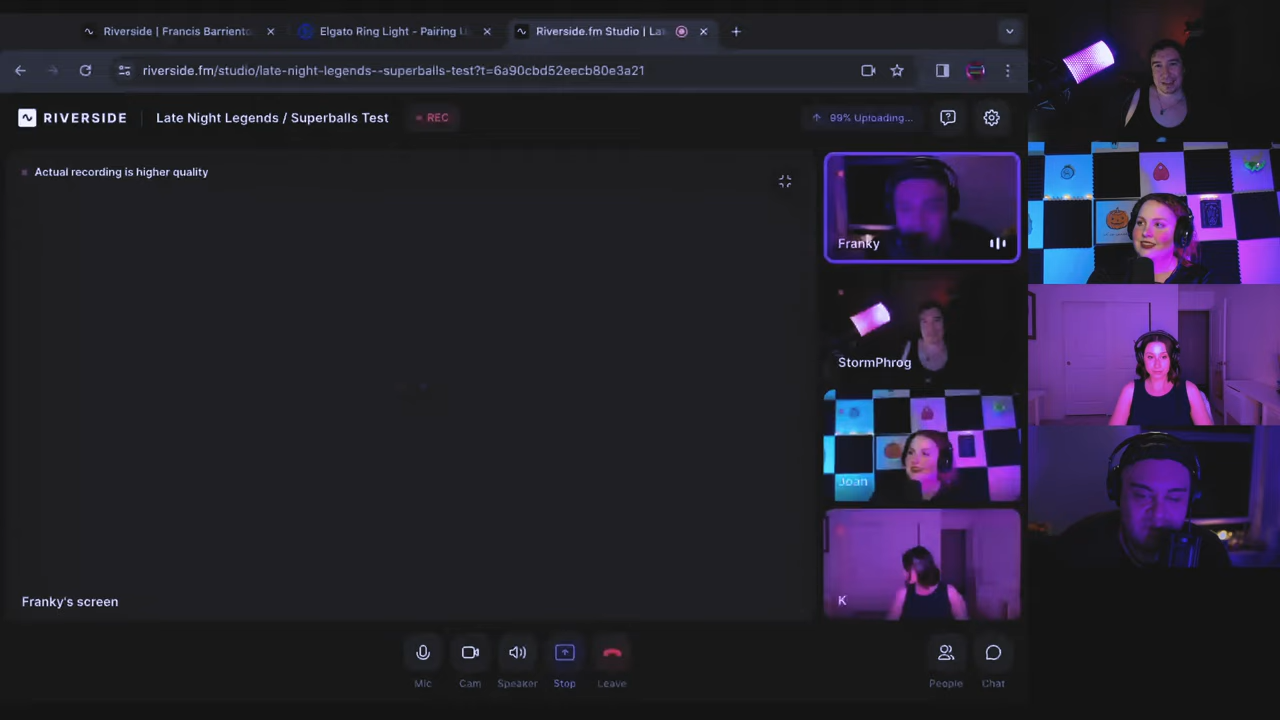 Riverside | Francis Barriento
Elgato Ring Light - Pairing Li
Riverside.fm Studio | La
riverside.fm/studio/late-night-legends--superballs-test?t=6a90cbd52eecb80e3a21
RIVERSIDE
Late Night Legends / Superballs Test
REC
99% Uploading...
Actual recording is higher quality
Franky
StormPhrog
Joan
K
Franky's screen
Mic
Cam
Speaker
Stop
Leave
People
Chat